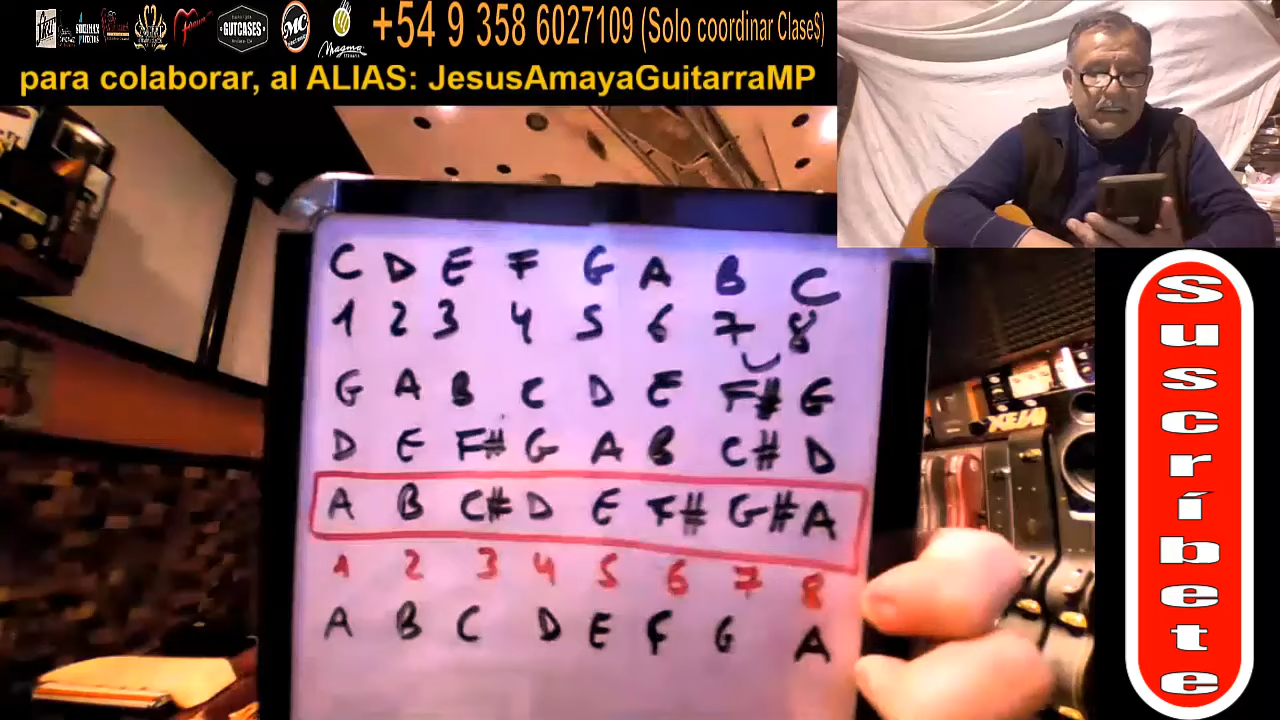 GUTCASES
MC
Magma
+54 9 358 6027109 (Solo coordinar Clase$)
para colaborar, al ALIAS: JesusAmayaGuitarraMP
C D E F G A B C
1 2 3 4 5 6 7 8
G A B C D E F# G
D E F# G A B C# D
A B C# D E F# G# A
1 2 3 4 5 6 7 8
A B C D E F G A
Suscríbete